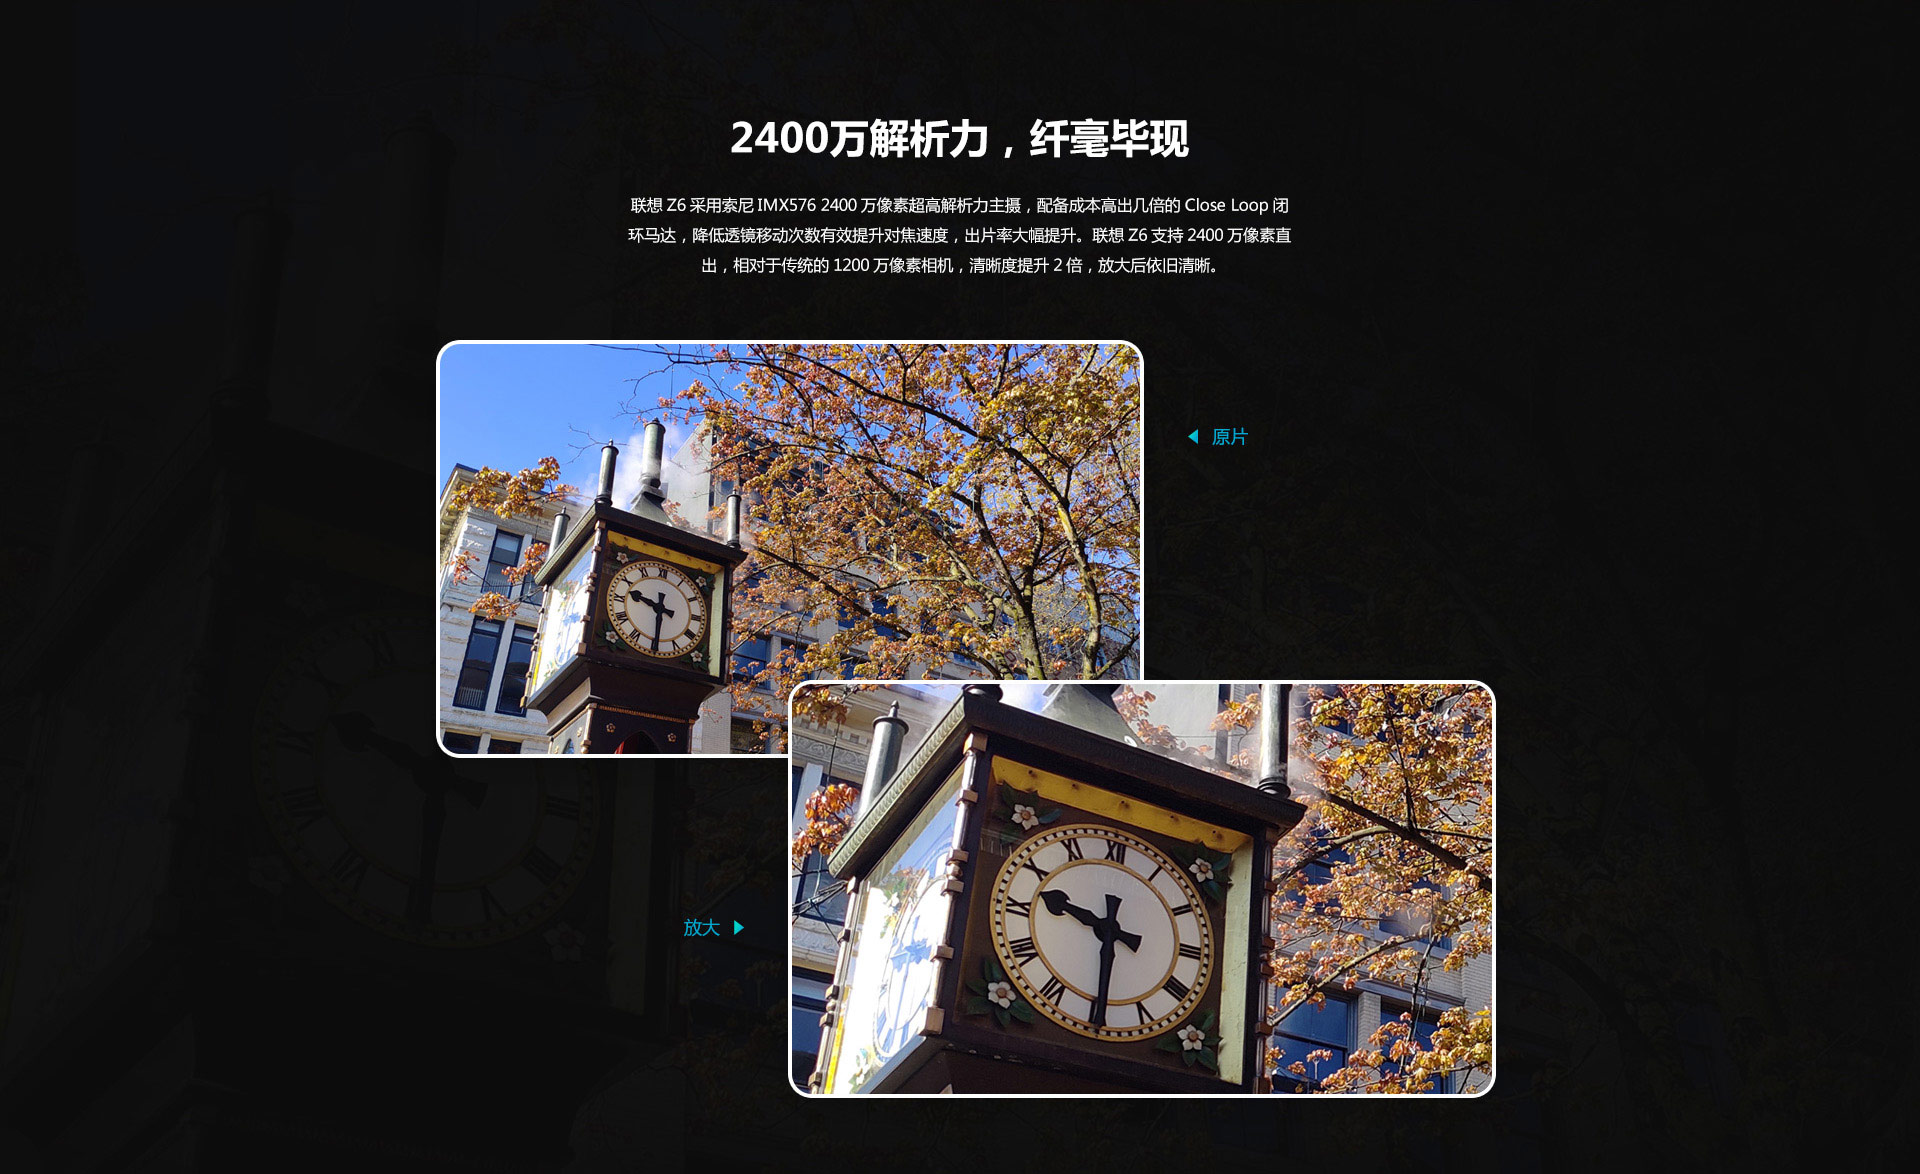 2400万解析力，纤毫毕现
联想 Z6 采用索尼 IMX576 2400 万像素超高解析力主摄，配备成本高出几倍的 Close Loop 闭
环马达，降低透镜移动次数有效提升对焦速度，出片率大幅提升。联想 Z6 支持 2400 万像素直
出，相对于传统的 1200 万像素相机，清晰度提升 2 倍，放大后依旧清晰。
原片
XII
放大